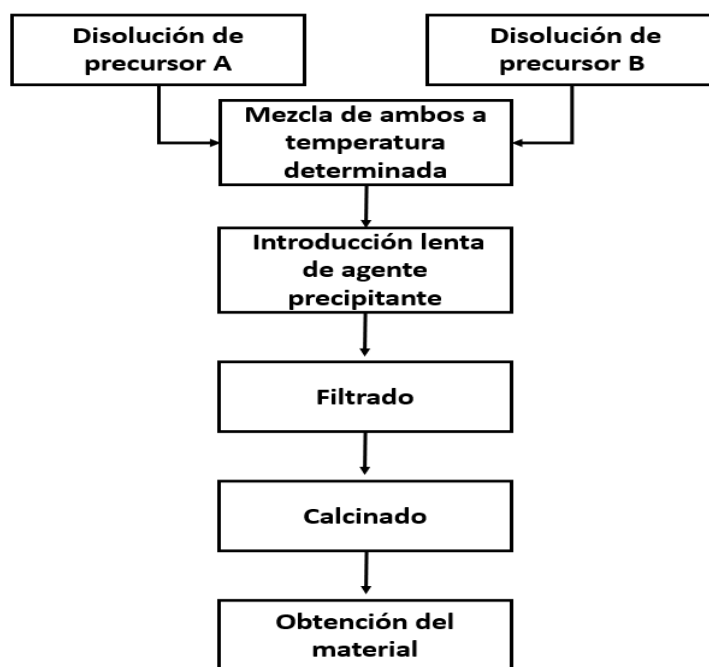 Disolución de
precursor A
Disolución de
precursor B
Mezcla de ambos a
temperatura
determinada
Introducción lenta
de agente
precipitante
Filtrado
Calcinado
Obtención del
material